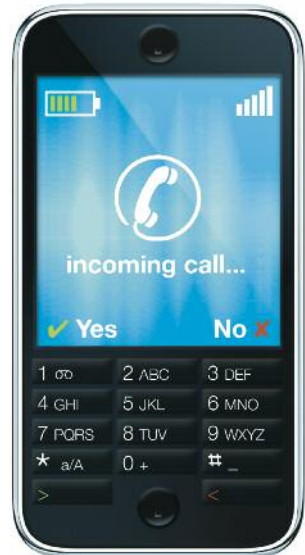 incoming call...
✓ Yes No ✗
1 2 ABC 3 DEF
4 GHI 5 JKL 6 MNO
7 PQRS 8 TUV 9 WXYZ
* a/A 0 + # _
> <